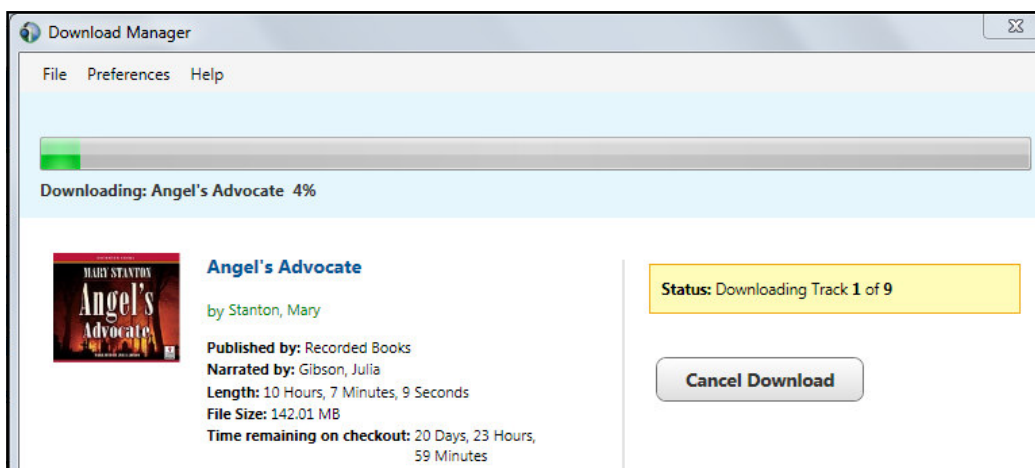 Download Manager
File Preferences Help
Downloading: Angel's Advocate 4%
MARY STANTON
Angel's
Advocate
Angel's Advocate
by Stanton, Mary
Published by: Recorded Books
Narrated by: Gibson, Julia
Length: 10 Hours, 7 Minutes, 9 Seconds
File Size: 142.01 MB
Time remaining on checkout: 20 Days, 23 Hours,
59 Minutes
Status: Downloading Track 1 of 9
Cancel Download